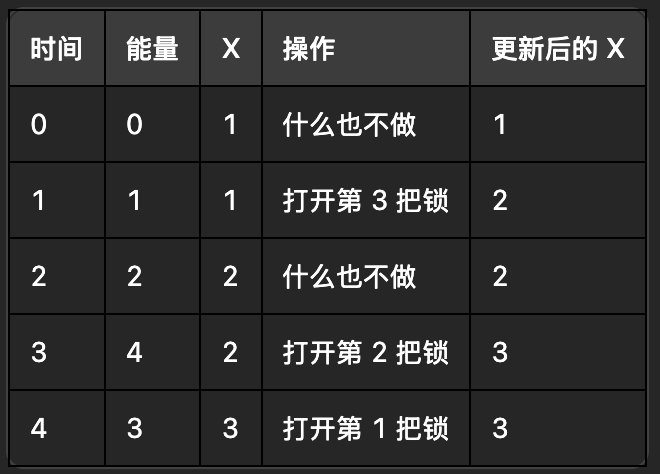 时间 能量 X 操作 更新后的 X
0 0 1 什么也不做 1
1 1 1 打开第 3 把锁 2
2 2 2 什么也不做 2
3 4 2 打开第 2 把锁 3
4 3 3 打开第 1 把锁 3